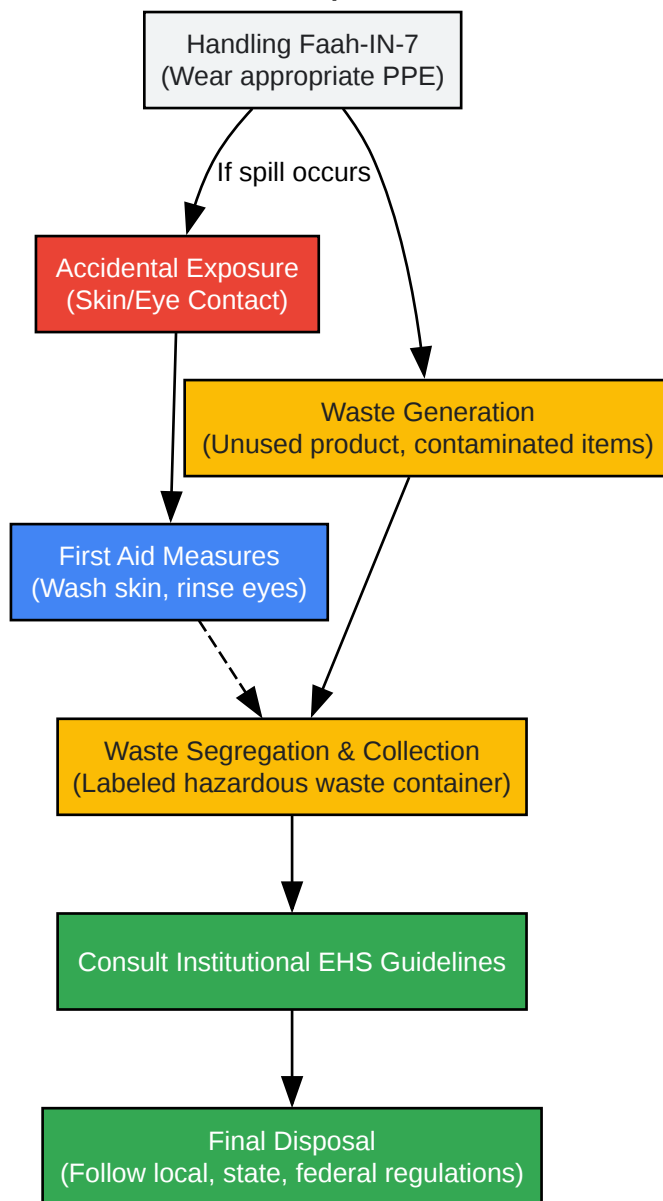 Handling Faah-IN-7
(Wear appropriate PPE)
If spill occurs
Accidental Exposure
(Skin/Eye Contact)
Waste Generation
(Unused product, contaminated items)
First Aid Measures
(Wash skin, rinse eyes)
Waste Segregation & Collection
(Labeled hazardous waste container)
Consult Institutional EHS Guidelines
Final Disposal
(Follow local, state, federal regulations)